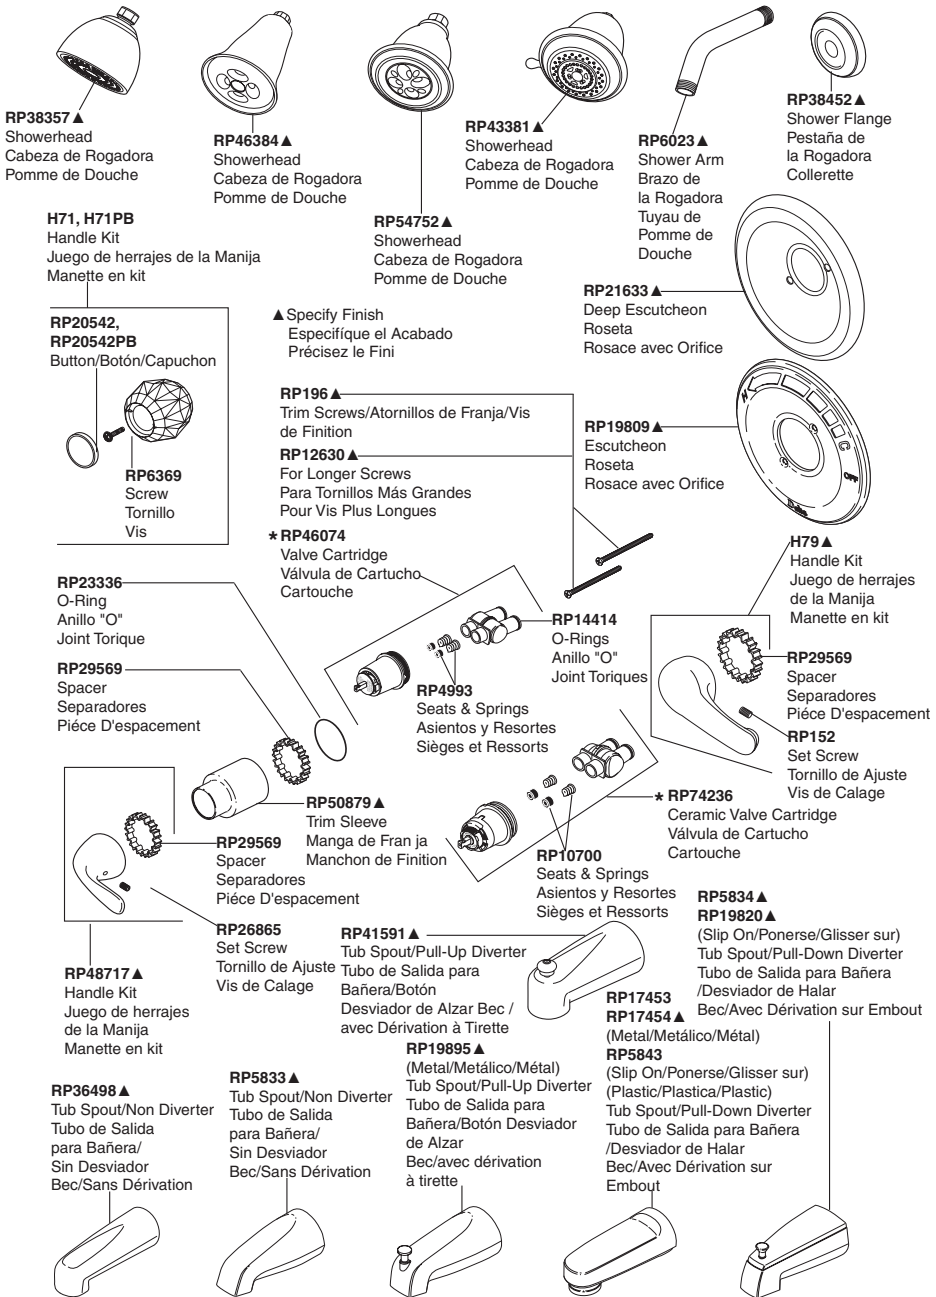 RP38357▲
Showerhead
Cabeza de Rogadora
Pomme de Douche
RP46384▲
Showerhead
Cabeza de Rogadora
Pomme de Douche
RP54752▲
Showerhead
Cabeza de Rogadora
Pomme de Douche
RP43381▲
Showerhead
Cabeza de Rogadora
Pomme de Douche
RP6023▲
Shower Arm
Brazo de
la Rogadora
Tuyau de
Pomme de
Douche
RP38452▲
Shower Flange
Pestaña de
la Rogadora
Collerette
H71, H71PB
Handle Kit
Juego de herrajes de la Manija
Manette en kit
RP20542,
RP20542PB
Button/Botón/Capuchon
RP6369
Screw
Tornillo
Vis
▲Specify Finish
Especifíque el Acabado
Précisez le Fini
RP21633▲
Deep Escutcheon
Roseta
Rosace avec Orifice
RP196▲
Trim Screws/Atornillos de Franja/Vis
de Finition
RP12630▲
For Longer Screws
Para Tornillos Más Grandes
Pour Vis Plus Longues
RP19809▲
Escutcheon
Roseta
Rosace avec Orifice
H
C
OFF
Delta
*RP46074
Valve Cartridge
Válvula de Cartucho
Cartouche
H79▲
Handle Kit
Juego de herrajes
de la Manija
Manette en kit
RP23336
O-Ring
Anillo "O"
Joint Torique
RP14414
O-Rings
Anillo "O"
Joint Toriques
RP29569
Spacer
Separadores
Piéce D'espacement
RP4993
Seats & Springs
Asientos y Resortes
Sièges et Ressorts
RP29569
Spacer
Separadores
Piéce D'espacement
RP152
Set Screw
Tornillo de Ajuste
Vis de Calage
RP50879▲
Trim Sleeve
Manga de Fran ja
Manchon de Finition
*RP74236
Ceramic Valve Cartridge
Válvula de Cartucho
Cartouche
RP29569
Spacer
Separadores
Piéce D'espacement
RP10700
Seats & Springs
Asientos y Resortes
Sièges et Ressorts
RP26865
Set Screw
Tornillo de Ajuste
Vis de Calage
RP48717▲
Handle Kit
Juego de herrajes
de la Manija
Manette en kit
RP41591▲
Tub Spout/Pull-Up Diverter
Tubo de Salida para
Bañera/Botón
Desviador de Alzar Bec /
avec Dérivation à Tirette
RP5834▲
RP19820▲
(Slip On/Ponerse/Glisser sur)
Tub Spout/Pull-Down Diverter
Tubo de Salida para Bañera
/Desviador de Halar
Bec/Avec Dérivation sur Embout
RP36498▲
Tub Spout/Non Diverter
Tubo de Salida
para Bañera/
Sin Desviador
Bec/Sans Dérivation
RP5833▲
Tub Spout/Non Diverter
Tubo de Salida
para Bañera/
Sin Desviador
Bec/Sans Dérivation
RP19895▲
(Metal/Metálico/Métal)
Tub Spout/Pull-Up Diverter
Tubo de Salida para
Bañera/Botón Desviador
de Alzar
Bec/avec dérivation
à tirette
RP17453
RP17454▲
(Metal/Metálico/Métal)
RP5843
(Slip On/Ponerse/Glisser sur)
(Plastic/Plastica/Plastic)
Tub Spout/Pull-Down Diverter
Tubo de Salida para Bañera
/Desviador de Halar
Bec/Avec Dérivation sur
Embout